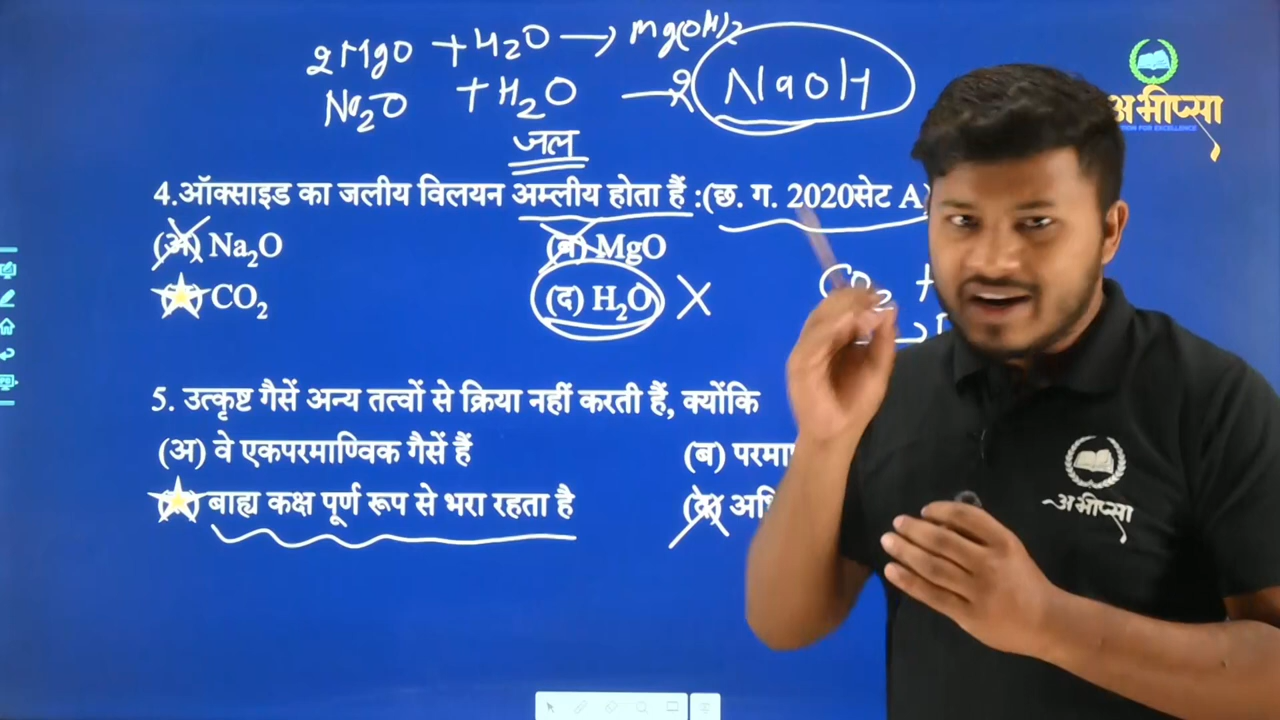 2MgO + H₂O → Mg(OH)₂
Na₂O + H₂O → 2 NaOH
जल
अभीप्सा
4.ऑक्साइड का जलीय विलयन अम्लीय होता हैं :(छ. ग. 2020सेट A)
(अ) Na₂O (ब) MgO
CO₂ (द) H₂O
CO₂ +
5. उत्कृष्ट गैसें अन्य तत्वों से क्रिया नहीं करती हैं, क्योंकि
(अ) वे एकपरमाण्विक गैसें हैं (ब)
बाह्य कक्ष पूर्ण रूप से भरा रहता है (द)
अभीप्सा